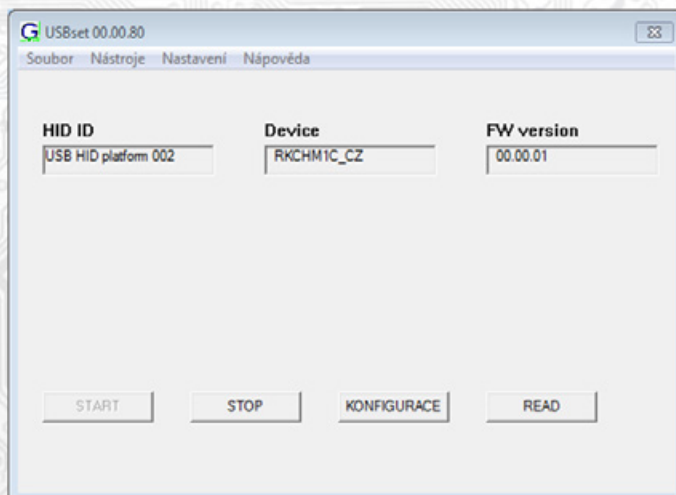 G USBset 00.00.80
Soubor Nástroje Nastavení Nápověda
HID ID Device FW version
USB HID platform 002 RKCHM1C_CZ 00.00.01
START STOP KONFIGURACE READ